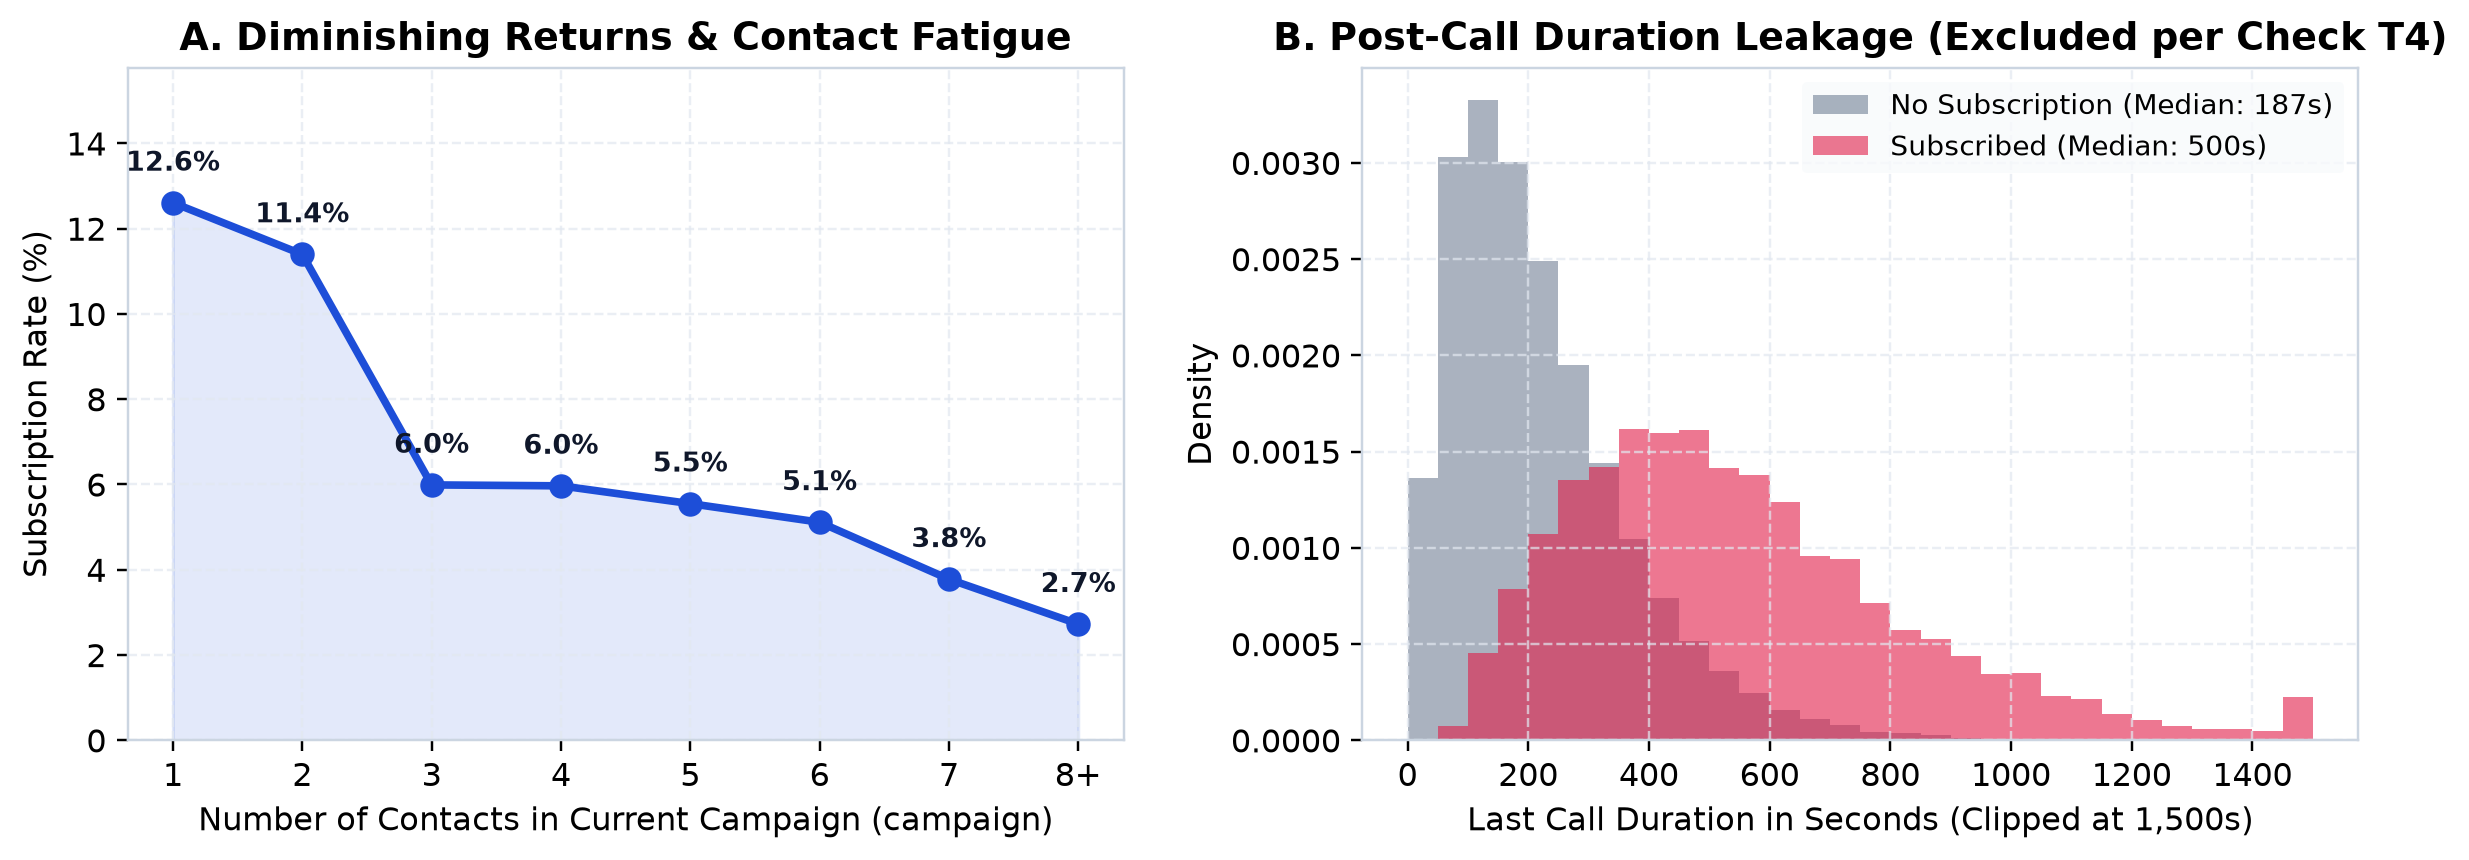 A. Diminishing Returns & Contact Fatigue
Subscription Rate (%)
14
12
10
8
6
4
2
0
12.6%
11.4%
6.0%
6.0%
5.5%
5.1%
3.8%
2.7%
1 2 3 4 5 6 7 8+
Number of Contacts in Current Campaign (campaign)
B. Post-Call Duration Leakage (Excluded per Check T4)
No Subscription (Median: 187s)
Subscribed (Median: 500s)
Density
0.0030
0.0025
0.0020
0.0015
0.0010
0.0005
0.0000
0 200 400 600 800 1000 1200 1400
Last Call Duration in Seconds (Clipped at 1,500s)